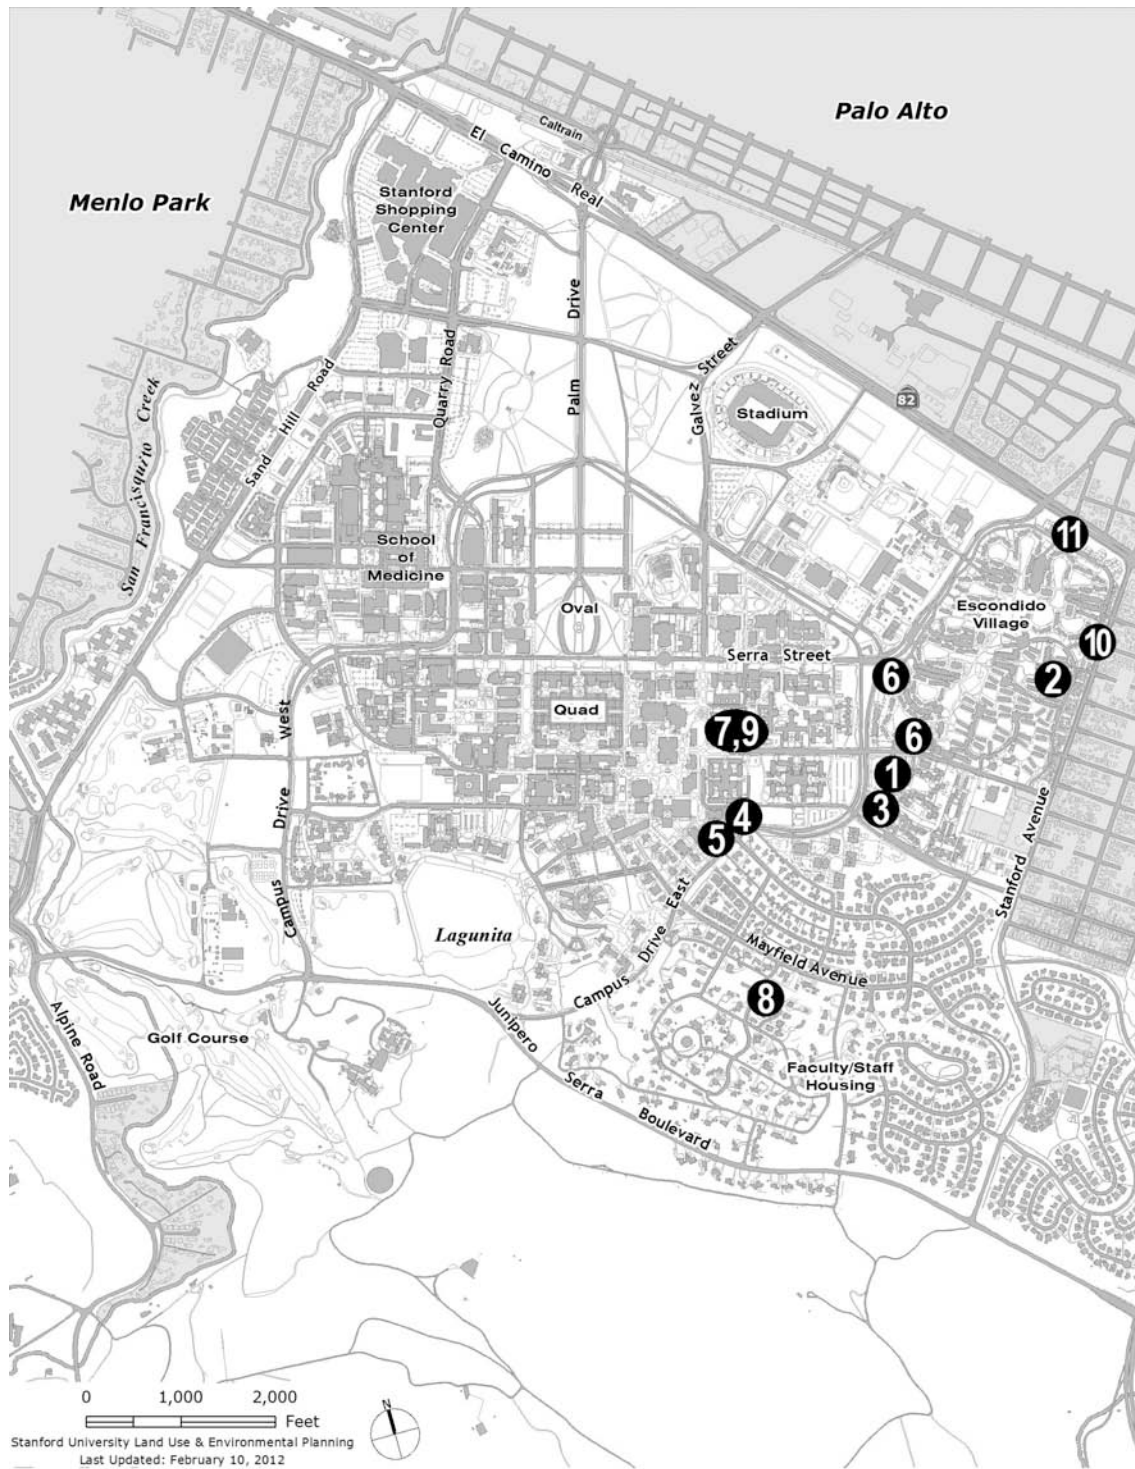 Palo Alto
Caltrain
El Camino Real
Menlo Park
Stanford
Shopping
Center
Palm Drive
Quarry Road
Galvez Street
Sand Hill Road
San Francisquito Creek
82
Stadium
11
School
of
Medicine
Oval
Escondido
Village
10
Serra Street
6
2
Quad
7,9
6
1
3
4
5
Campus Drive West
Stanford Avenue
Lagunita
Campus Drive East
Mayfield Avenue
8
Alpine Road
Golf Course
Junipero Serra Boulevard
Faculty/Staff
Housing
0 1,000 2,000
Feet
N
Stanford University Land Use & Environmental Planning
Last Updated: February 10, 2012